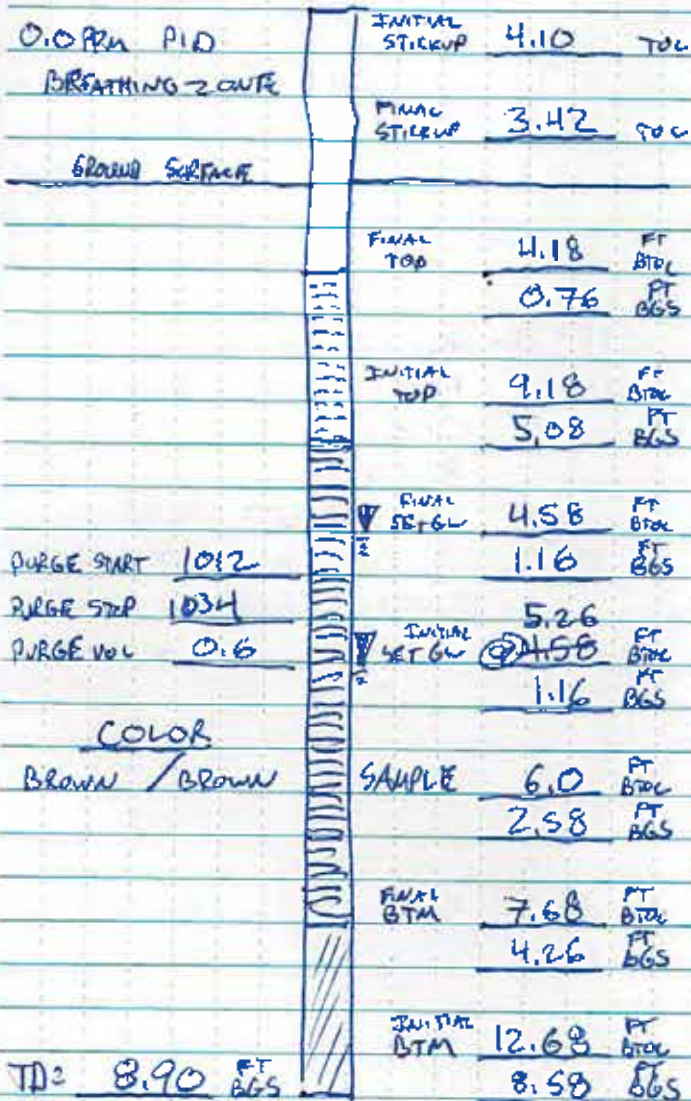 0.0 PPM PID
BREATHING ZONE
INITIAL STICKUP 4.10 TOC
FINAL STICKUP 3.42 TOC
GROUND SURFACE
FINAL TOP 4.18 FT BTOC
0.76 FT BGS
INITIAL TOP 9.18 FT BTOC
5.08 FT BGS
FINAL SET GW 4.58 FT BTOC
1.16 FT BGS
PURGE START 1012
PURGE STOP 1034
PURGE VOL 0.6
5.26
INITIAL SET GW 4.58 FT BTOC
1.16 FT BGS
COLOR
BROWN / BROWN
SAMPLE 6.0 FT BTOC
2.58 FT BGS
FINAL BTM 7.68 FT BTOC
4.26 FT BGS
INITIAL BTM 12.68 FT BTOC
8.58 FT BGS
TD= 8.90 FT BGS